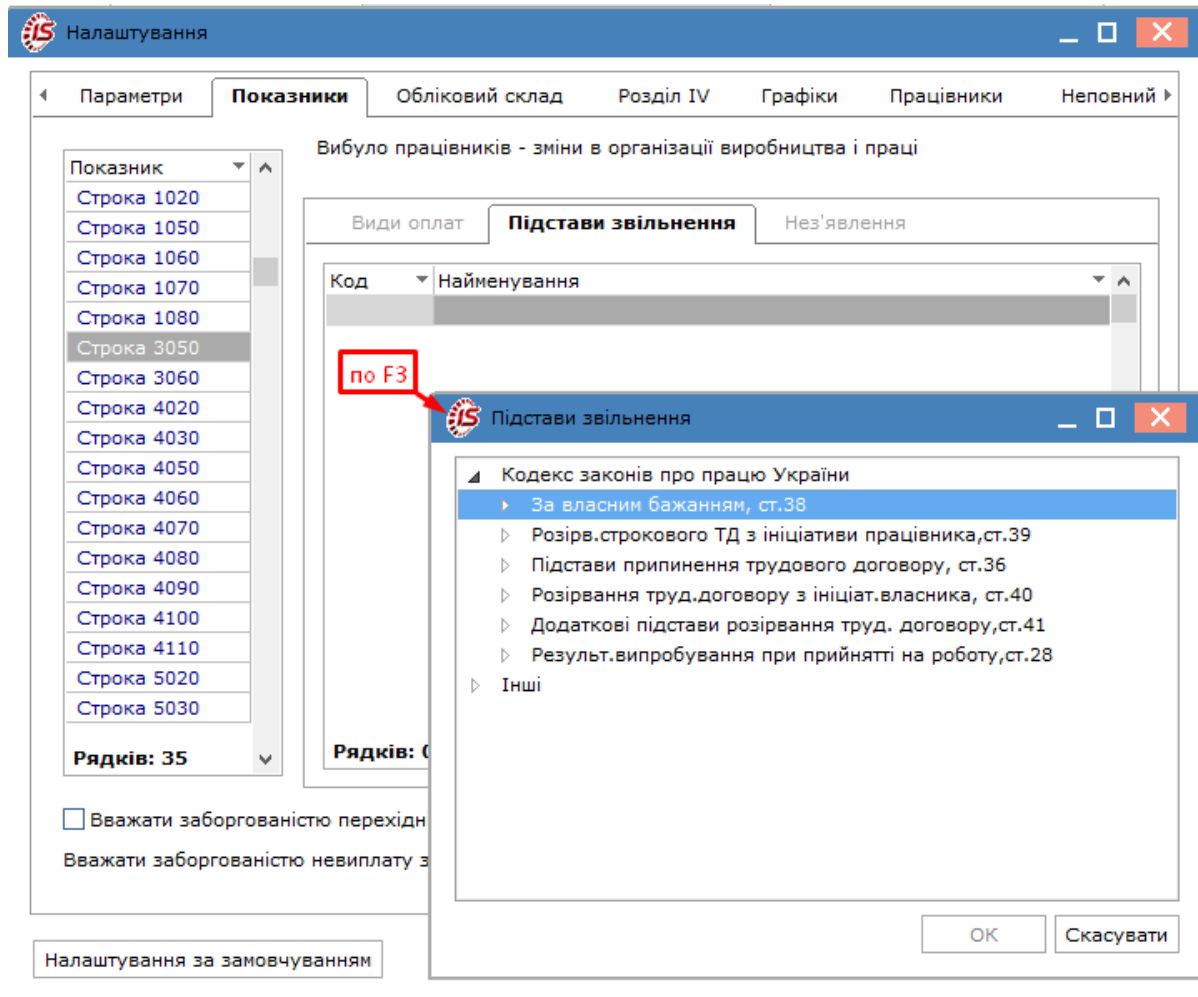 Налаштування
Параметри Показники Обліковий склад Розділ IV Графіки Працівники Неповний
Вибуло працівників - зміни в організації виробництва і праці
Показник
Строка 1020
Строка 1050
Строка 1060
Строка 1070
Строка 1080
Строка 3050
Строка 3060
Строка 4020
Строка 4030
Строка 4050
Строка 4060
Строка 4070
Строка 4080
Строка 4090
Строка 4100
Строка 4110
Строка 5020
Строка 5030
Рядків: 35
Види оплат Підстави звільнення Нез'явлення
Код Найменування
по F3
Рядків: 0
IS Підстави звільнення
Кодекс законів про працю України
За власним бажанням, ст.38
Розірв.строкового ТД з ініціативи працівника,ст.39
Підстави припинення трудового договору, ст.36
Розірвання труд.договору з ініціат.власника, ст.40
Додаткові підстави розірвання труд. договору,ст.41
Результ.випробування при прийнятті на роботу,ст.28
Інші
OK Скасувати
Вважати заборгованістю перехідн
Вважати заборгованістю невиплату з
Налаштування за замовчуванням